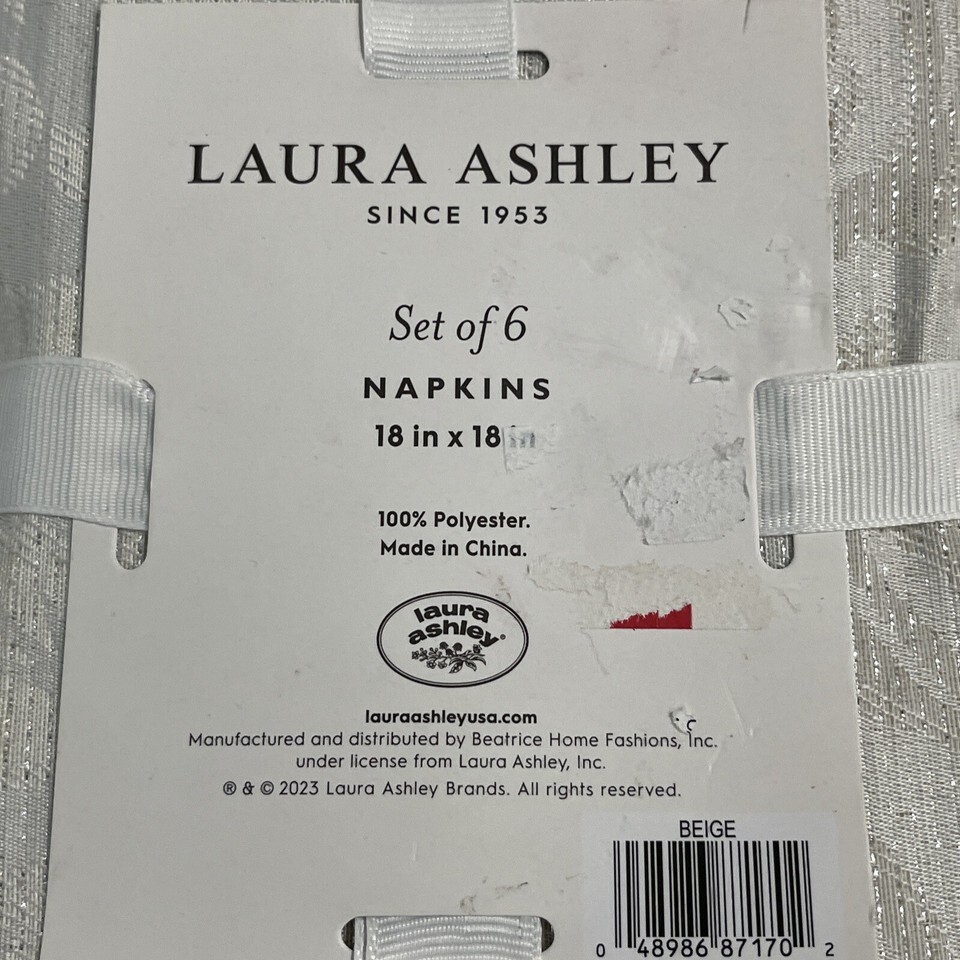 LAURA ASHLEY
SINCE 1953
Set of 6
NAPKINS
18 in x 18 in
100% Polyester.
Made in China.
laura
ashley®
lauraashleyusa.com
Manufactured and distributed by Beatrice Home Fashions, Inc.
under license from Laura Ashley, Inc.
® & © 2023 Laura Ashley Brands. All rights reserved.
BEIGE
0 48986 87170 2